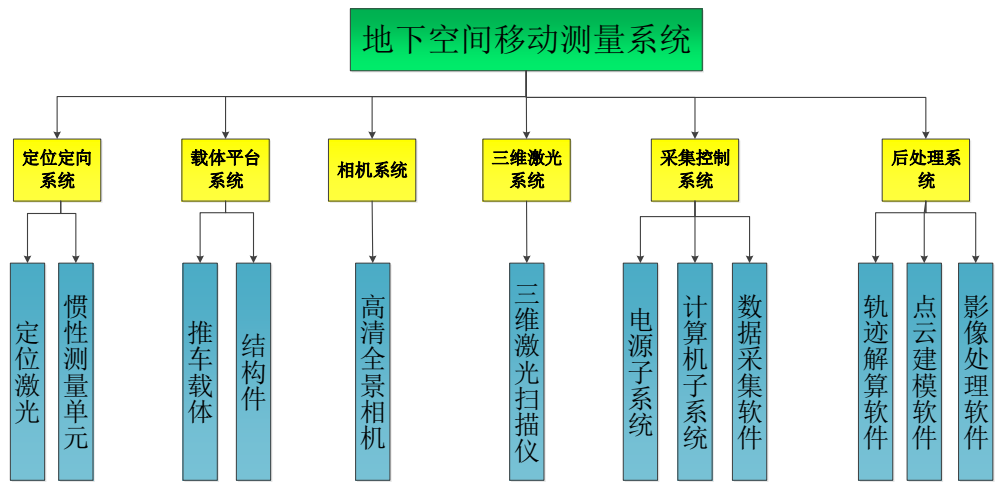 地下空间移动测量系统
定位定向
系统
载体平台
系统
相机系统
三维激光
系统
采集控制
系统
后处理系
统
定位激光
惯性测量单元
推车载体
结构件
高清全景相机
三维激光扫描仪
电源子系统
计算机子系统
数据采集软件
轨迹解算软件
点云建模软件
影像处理软件